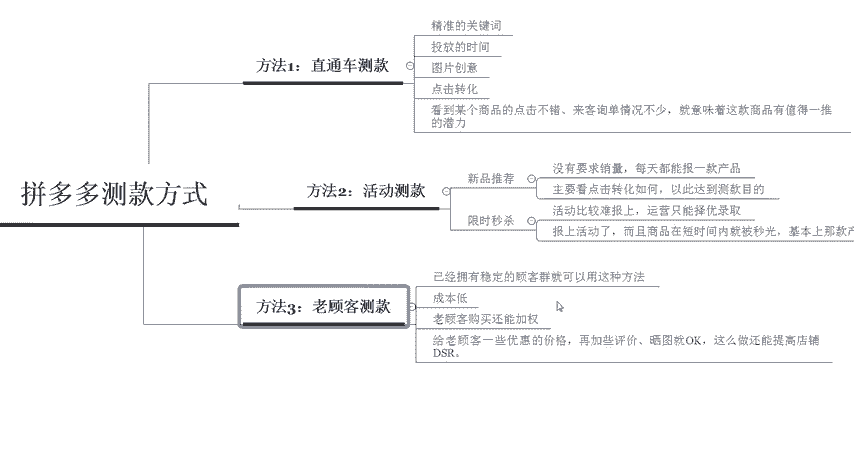 拼多多测款方式
方法1：直通车测款
精准的关键词
投放的时间
图片创意
点击转化
看到某个商品的点击不错、来客询单情况不少，就意味着这款商品有值得一推
的潜力
方法2：活动测款
新品推荐
没有要求销量，每天都能报一款产品
主要看点击转化如何，以此达到测款目的
限时秒杀
活动比较难报上，运营只能择优录取
报上活动了，而且商品在短时间内就被秒光，基本上那款产
方法3：老顾客测款
已经拥有稳定的顾客群就可以用这种方法
成本低
老顾客购买还能加权
给老顾客一些优惠的价格，再加些评价、晒图就OK，这么做还能提高店铺
DSR。